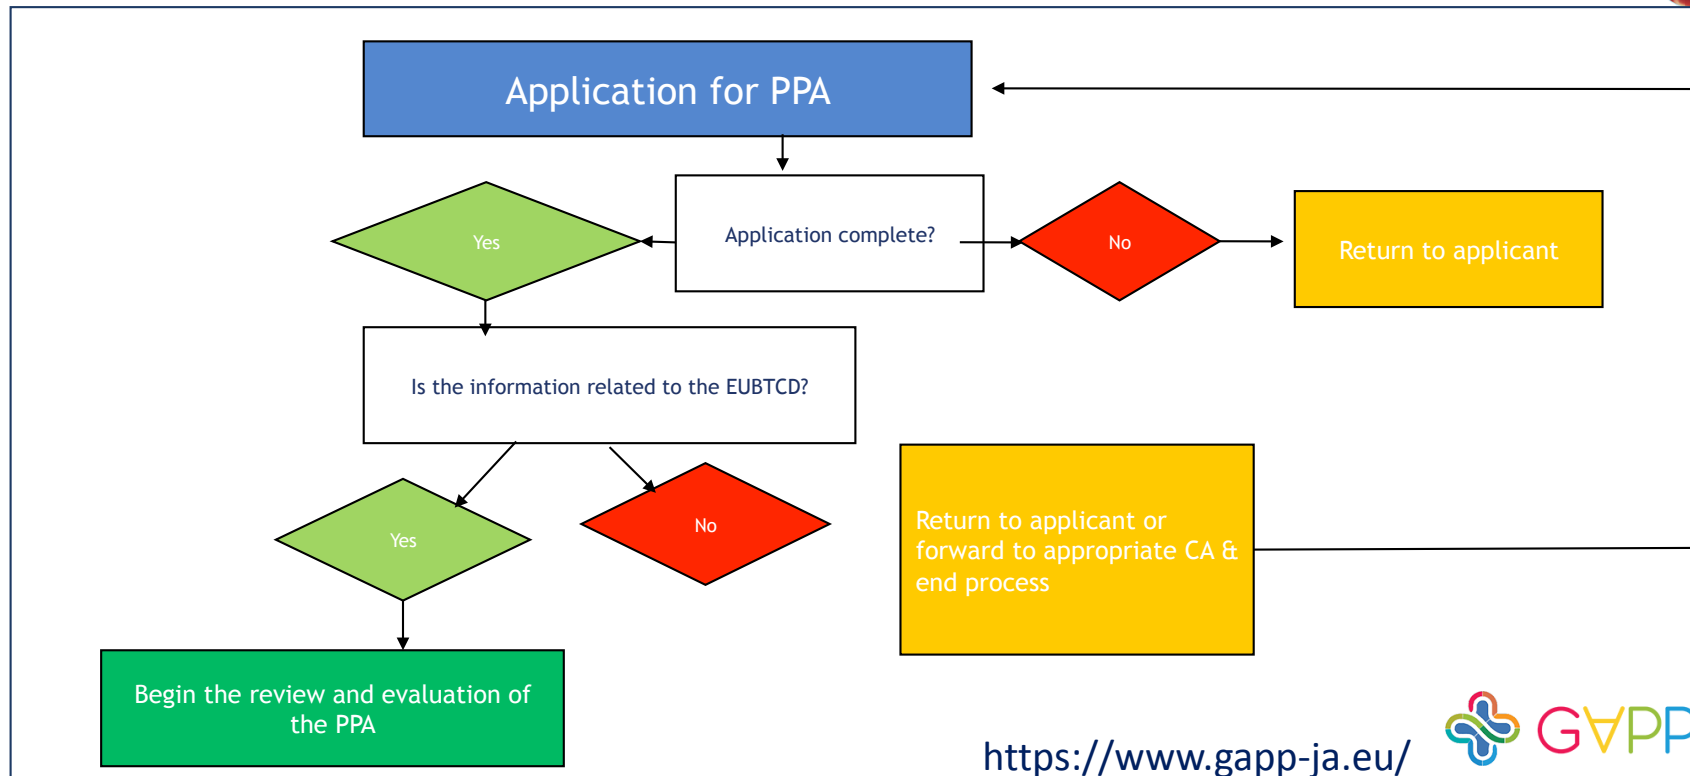 Application for PPA
Yes
Application complete?
No
Return to applicant
Is the information related to the EUBTCD?
Yes
No
Return to applicant or
forward to appropriate CA &
end process
Begin the review and evaluation of
the PPA
https://www.gapp-ja.eu/
G∀PP